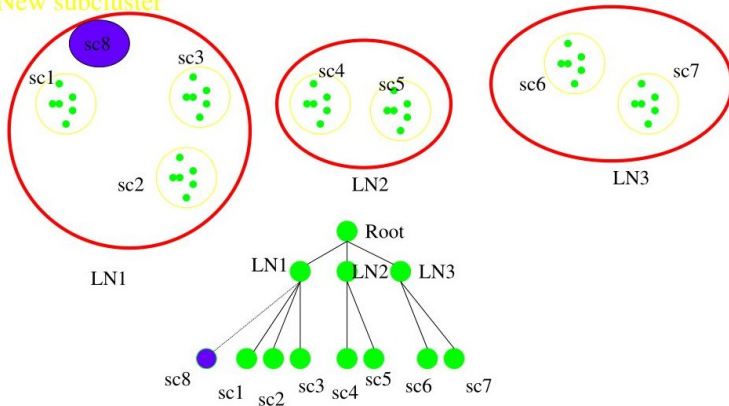 New subcluster
sc8
sc3
sc1
sc4
sc5
sc7
sc6
sc2
LN2
LN3
LN1
Root
LN1
LN2
LN3
sc8
sc1
sc2
sc3
sc4
sc5
sc6
sc7